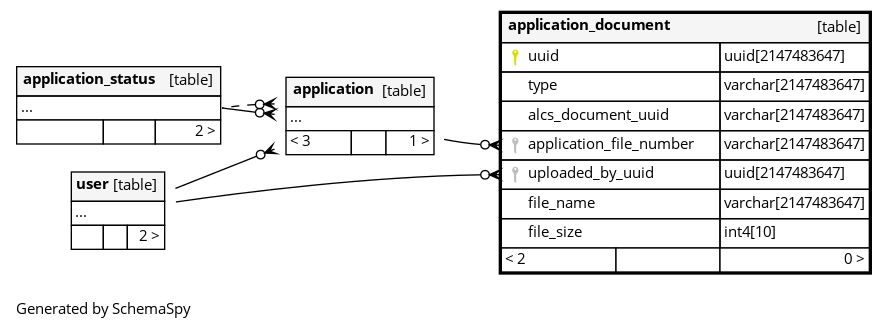 application_status [table]
...
2 >
user [table]
...
2 >
application [table]
...
< 3 1 >
application_document [table]
uuid uuid[2147483647]
type varchar[2147483647]
alcs_document_uuid varchar[2147483647]
application_file_number varchar[2147483647]
uploaded_by_uuid uuid[2147483647]
file_name varchar[2147483647]
file_size int4[10]
< 2 0 >
Generated by SchemaSpy